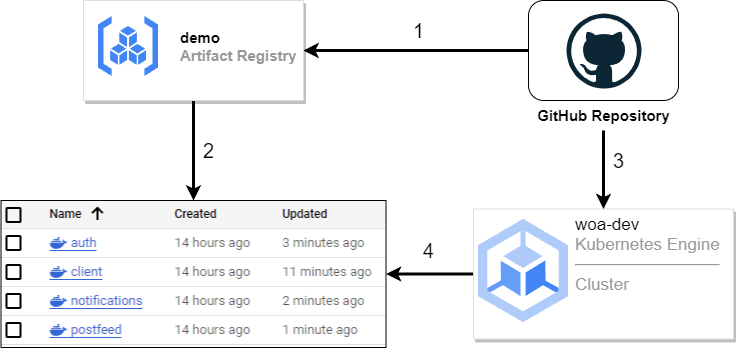 1
demo
Artifact Registry
GitHub Repository
2
3
Name Created Updated
auth 14 hours ago 3 minutes ago
client 14 hours ago 11 minutes ago
notifications 14 hours ago 2 minutes ago
postfeed 14 hours ago 1 minute ago
4
woa-dev
Kubernetes Engine
Cluster